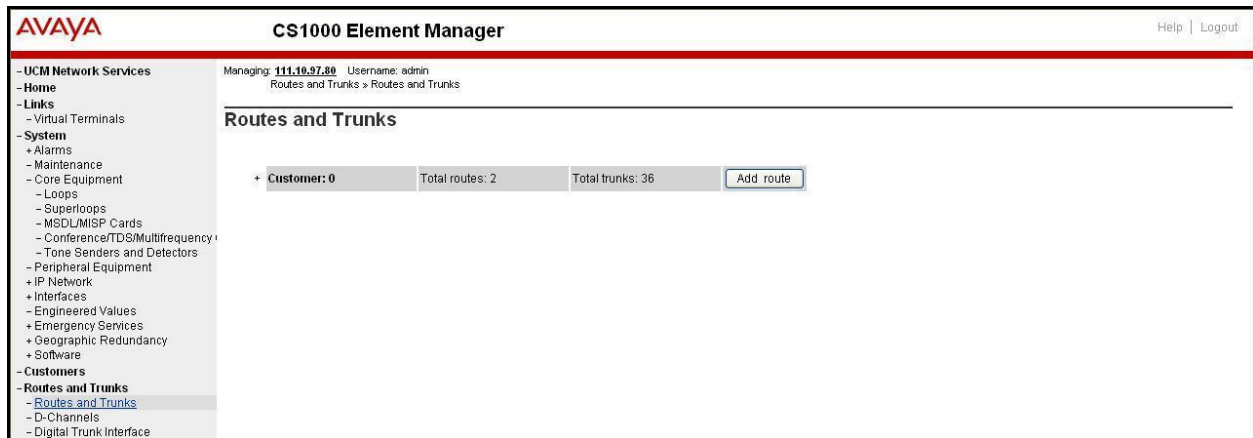 AVAYA
CS1000 Element Manager
Help | Logout
- UCM Network Services
- Home
- Links
- Virtual Terminals
- System
+ Alarms
- Maintenance
- Core Equipment
- Loops
- Superloops
- MSDL/MISP Cards
- Conference/TDS/Multifrequency
- Tone Senders and Detectors
- Peripheral Equipment
+ IP Network
+ Interfaces
- Engineered Values
+ Emergency Services
+ Geographic Redundancy
+ Software
- Customers
- Routes and Trunks
- Routes and Trunks
- D-Channels
- Digital Trunk Interface
Managing: 111.10.97.80 Username: admin
Routes and Trunks » Routes and Trunks
Routes and Trunks
+ Customer: 0 Total routes: 2 Total trunks: 36 Add route